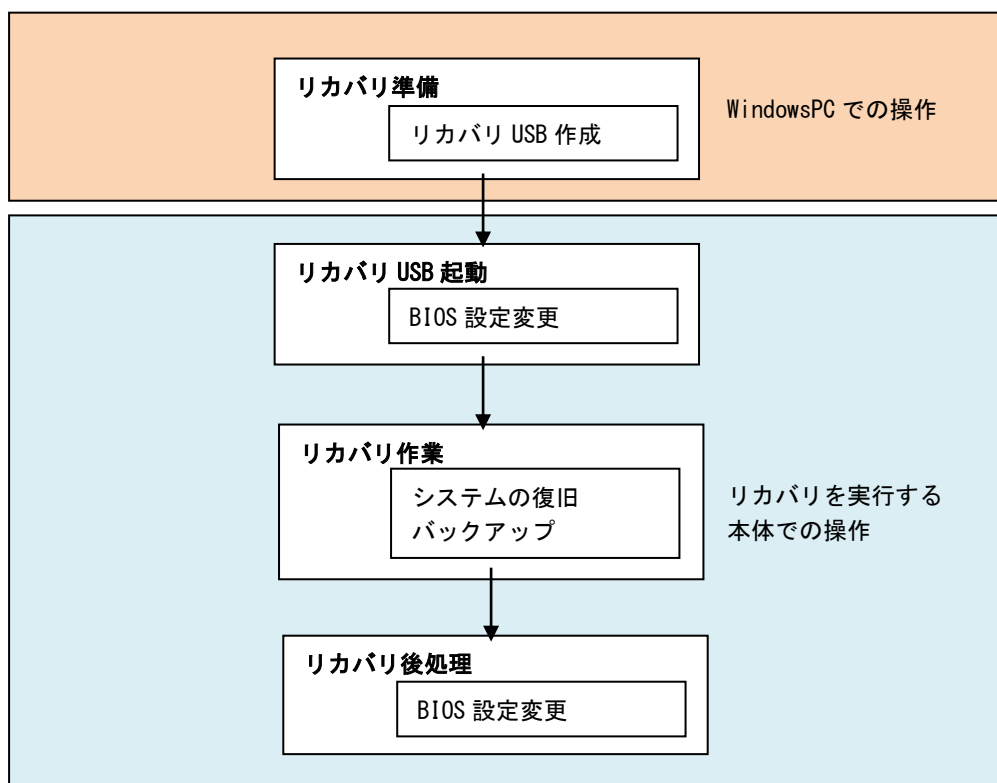 リカバリ準備
リカバリ USB 作成
WindowsPC での操作
リカバリ USB 起動
BIOS 設定変更
リカバリ作業
システムの復旧
バックアップ
リカバリを実行する
本体での操作
リカバリ後処理
BIOS 設定変更